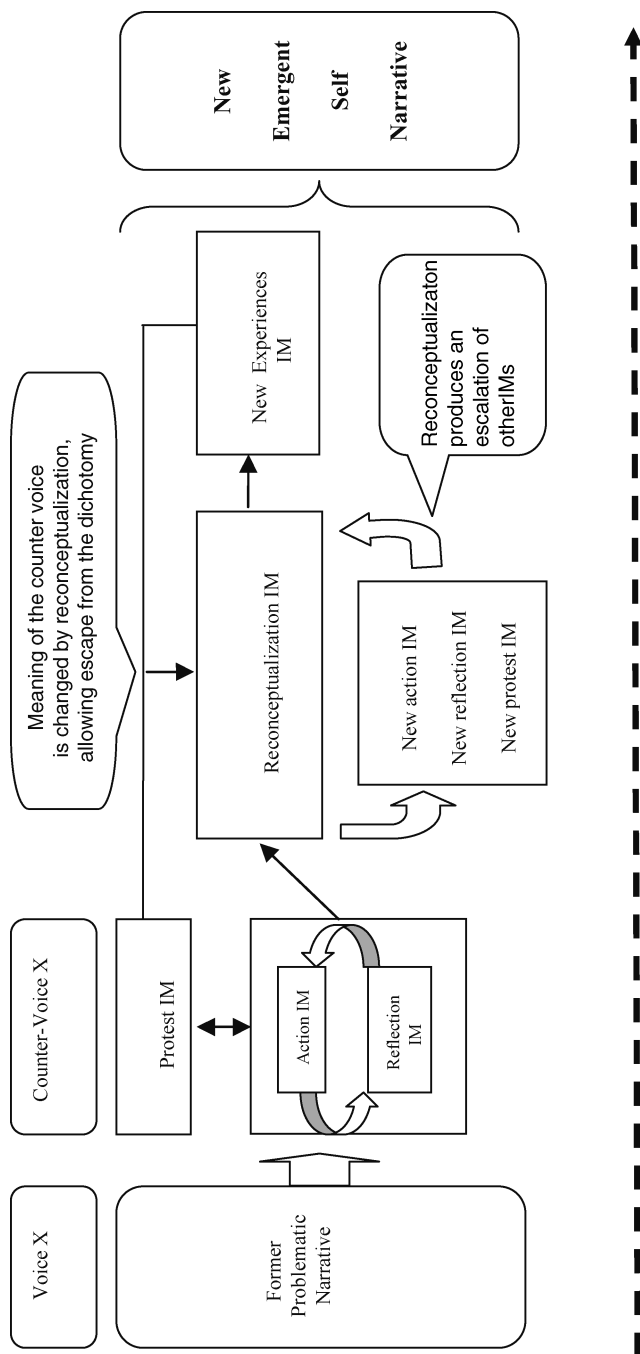 Voice X
Former
Problematic
Narrative
Counter-Voice X
Protest IM
Action IM
Reflection
IM
Meaning of the counter voice
is changed by reconceptualization,
allowing escape from the dichotomy
Reconceptualization IM
New action IM
New reflection IM
New protest IM
New Experiences
IM
Reconceptualizaton
produces an
escalation of
otherIMs
New
Emergent
Self
Narrative